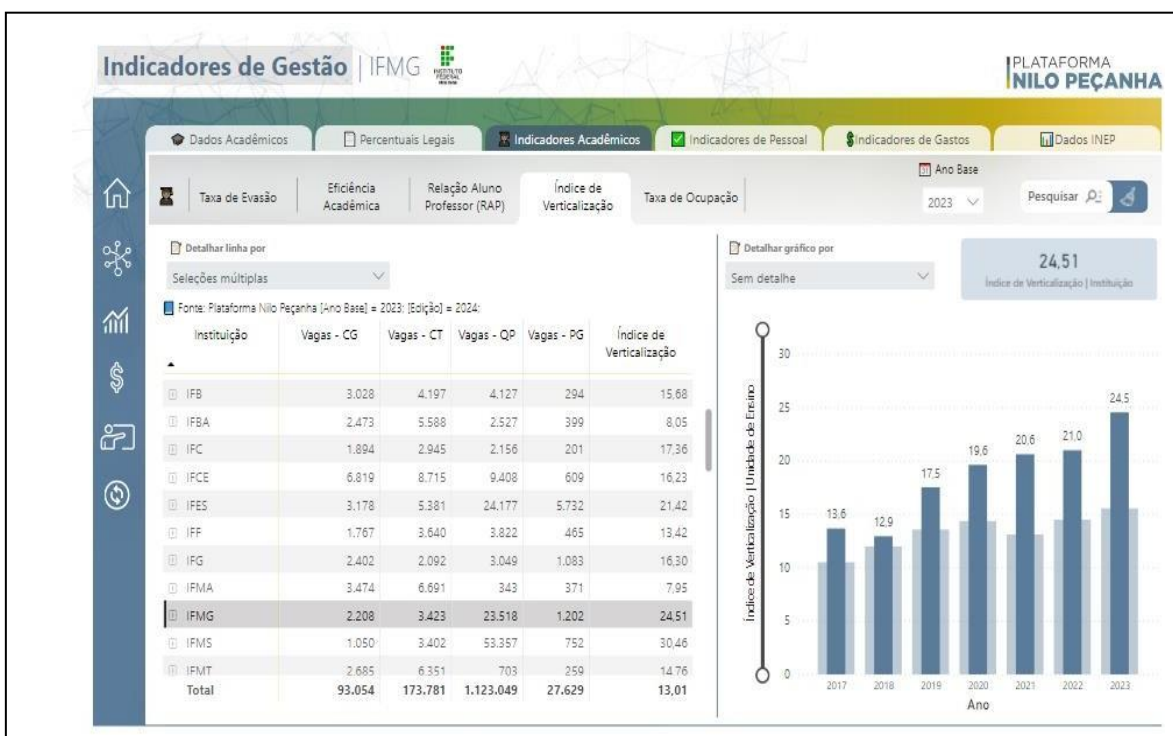 Indicadores de Gestão | IFMG
INSTITUTO
FEDERAL
PLATAFORMA
NILO PEÇANHA
Dados Acadêmicos
Percentuais Legais
Indicadores Acadêmicos
Indicadores de Pessoal
Indicadores de Gastos
Dados INEP
Taxa de Evasão
Eficiência
Acadêmica
Relação Aluno
Professor (RAP)
Índice de
Verticalização
Taxa de Ocupação
Ano Base
2023
Pesquisar
Detalhar linha por
Seleções múltiplas
Fonte: Plataforma Nilo Peçanha [Ano Base] = 2023; [Edição] = 2024;
Instituição Vagas - CG Vagas - CT Vagas - QP Vagas - PG Índice de
Verticalização
IFB 3.028 4.197 4.127 294 15,68
IFBA 2.473 5.588 2.527 399 8,05
IFC 1.894 2.945 2.156 201 17,36
IFCE 6.819 8.715 9.408 609 16,23
IFES 3.178 5.381 24.177 5.732 21,42
IFF 1.767 3.640 3.822 465 13,42
IFG 2.402 2.092 3.049 1.083 16,30
IFMA 3.474 6.691 343 371 7,95
IFMG 2.208 3.423 23.518 1.202 24,51
IFMS 1.050 3.402 53.357 752 30,46
IFMT 2.685 6.351 703 259 14,76
Total 93.054 173.781 1.123.049 27.629 13,01
Detalhar gráfico por
Sem detalhe
24,51
Índice de Verticalização | Instituição
Índice de Verticalização | Unidade de Ensino
30
25
20
15
10
5
0
13,6
12,9
17,5
19,6
20,6
21,0
24,5
2017 2018 2019 2020 2021 2022 2023
Ano